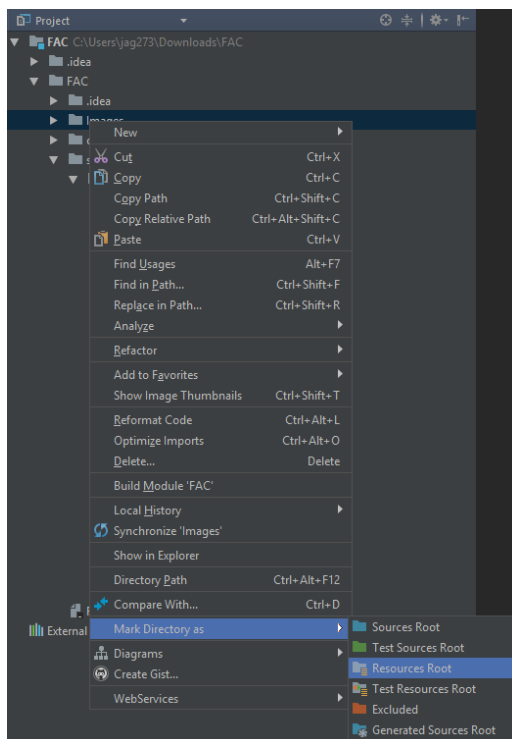 Project
FAC C:\Users\jag273\Downloads\FAC
.idea
FAC
.idea
Images
New
Cut Ctrl+X
Copy Ctrl+C
Copy Path Ctrl+Shift+C
Copy Relative Path Ctrl+Alt+Shift+C
Paste Ctrl+V
Find Usages Alt+F7
Find in Path... Ctrl+Shift+F
Replace in Path... Ctrl+Shift+R
Analyze
Refactor
Add to Favorites
Show Image Thumbnails Ctrl+Shift+T
Reformat Code Ctrl+Alt+L
Optimize Imports Ctrl+Alt+O
Delete... Delete
Build Module 'FAC'
Local History
Synchronize 'Images'
Show in Explorer
Directory Path Ctrl+Alt+F12
Compare With... Ctrl+D
External
Mark Directory as
Sources Root
Test Sources Root
Resources Root
Test Resources Root
Excluded
Generated Sources Root
Diagrams
Create Gist...
WebServices